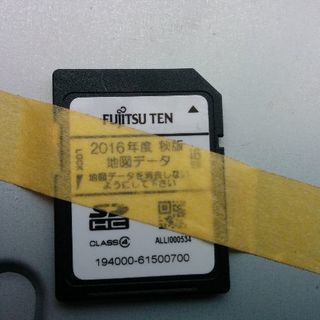 FUJITSU TEN
2016年度 秋版
地図データ
LOCK
地図データを消去しない
ようにして下さい
SD
HC
CLASS 4
ALLI000534
194000-61500700